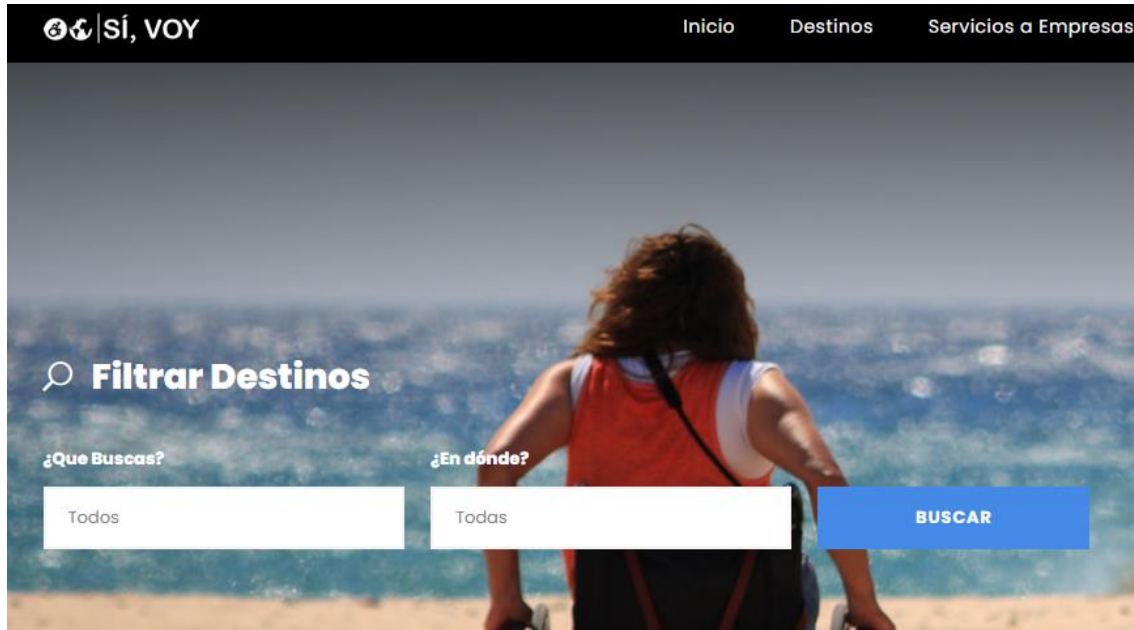 SÍ, VOY
Inicio Destinos Servicios a Empresas
Filtrar Destinos
¿Que Buscas? ¿En dónde?
Todos Todas BUSCAR